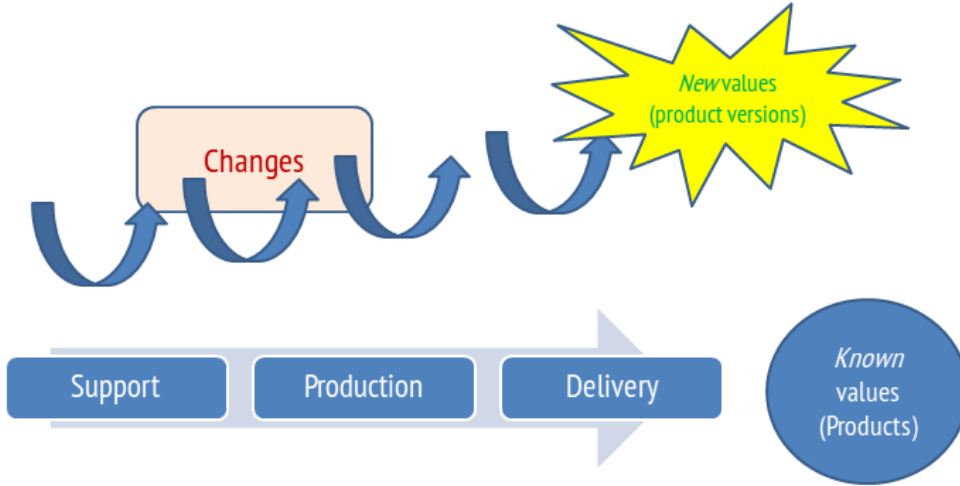 New values
(product versions)
Changes
Support
Production
Delivery
Known
values
(Products)